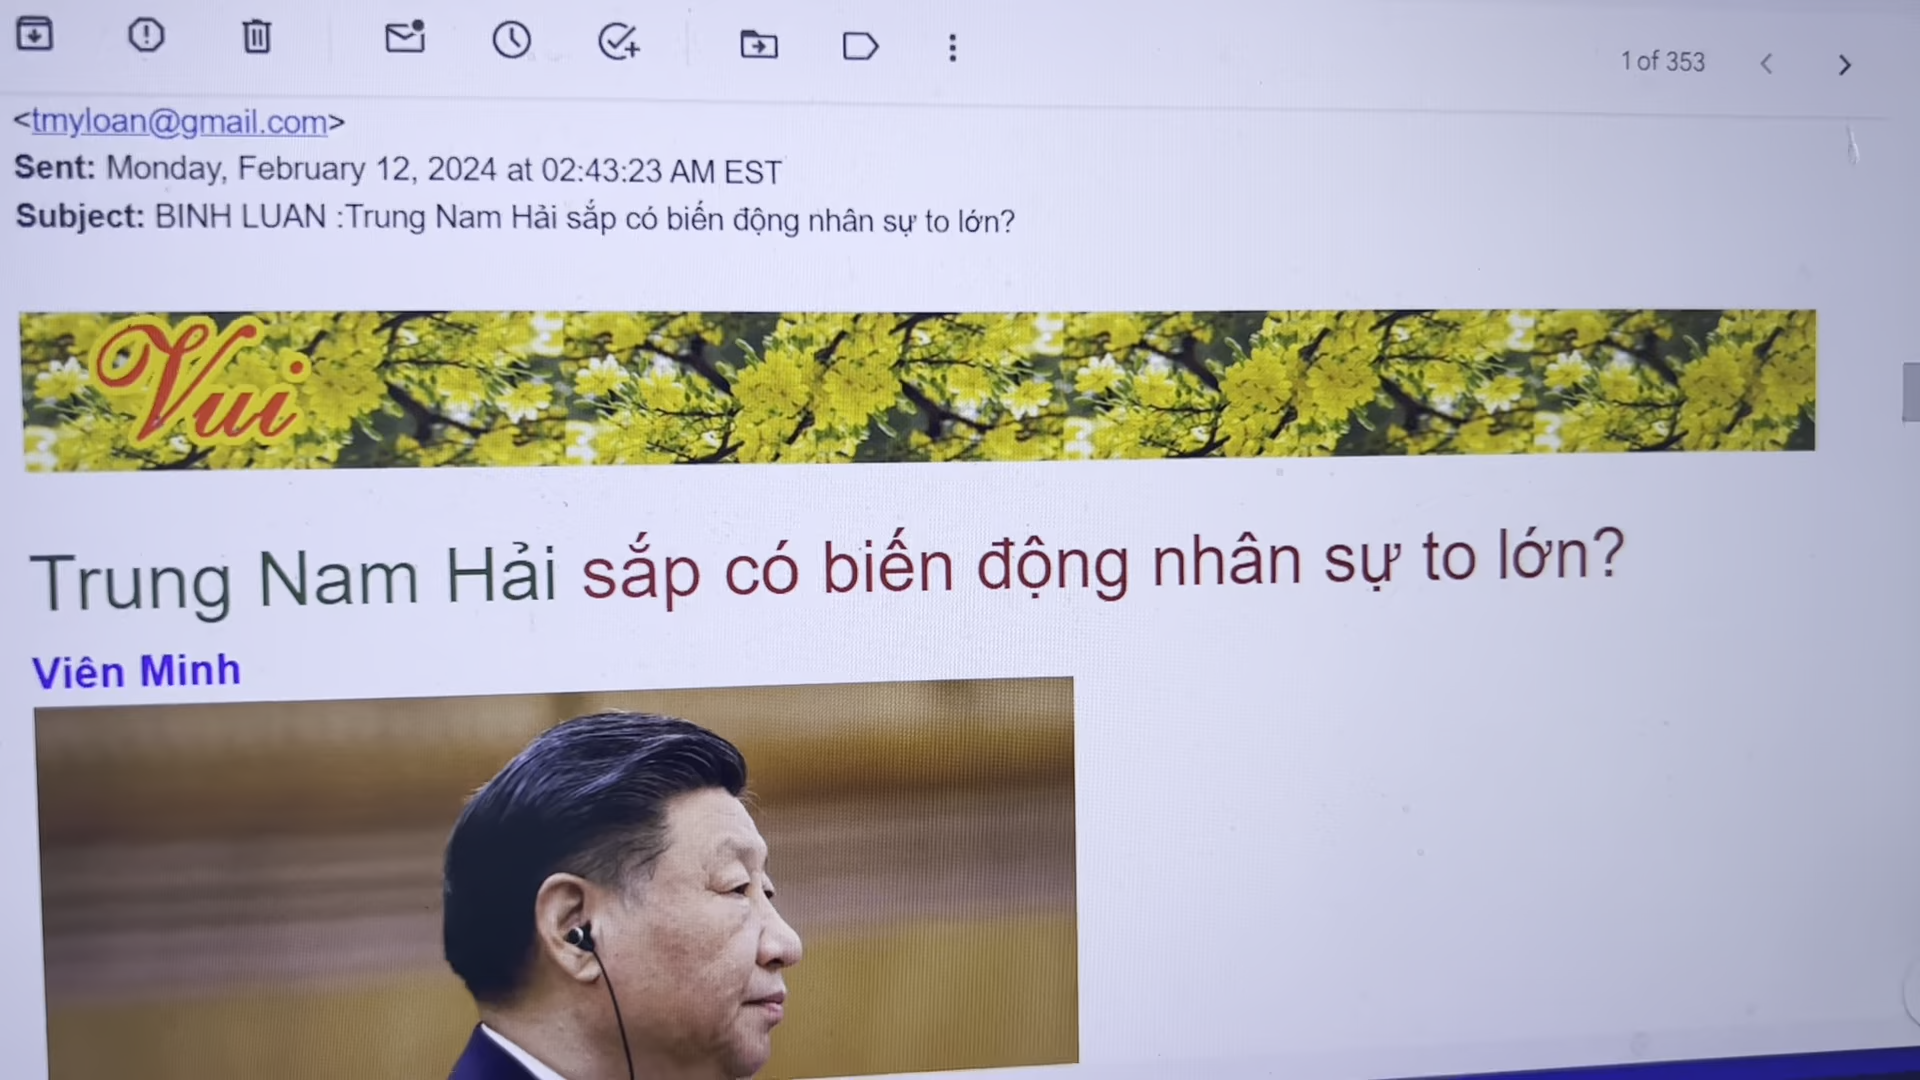 1 of 353
<tmyloan@gmail.com>
Sent: Monday, February 12, 2024 at 02:43:23 AM EST
Subject: BINH LUAN :Trung Nam Hải sắp có biến động nhân sự to lớn?
Vui
Trung Nam Hải sắp có biến động nhân sự to lớn?
Viên Minh